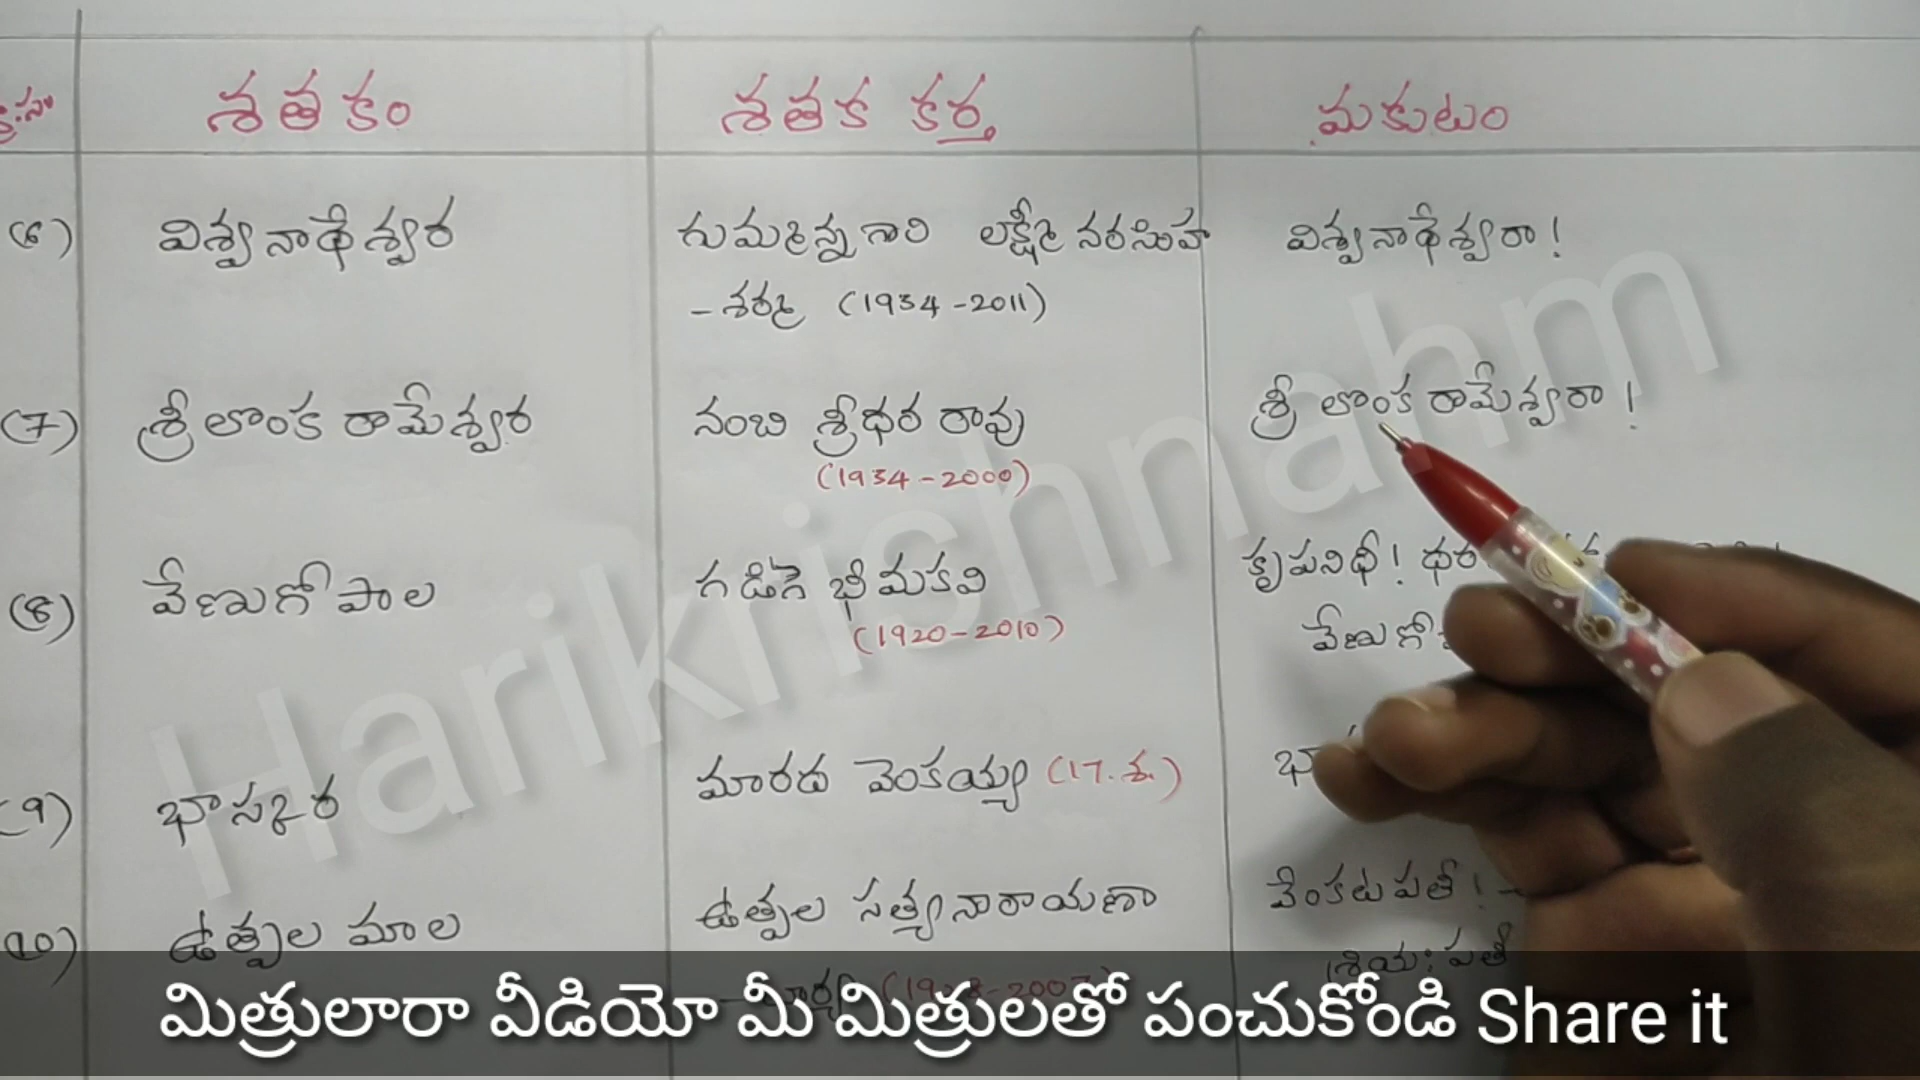 క్ర.సం శతకం శతక కర్త మకుటం
(6) విశ్వనాథేశ్వర గుమ్మన్నగారి లక్ష్మీ నరసింహ విశ్వనాథేశ్వరా!
- శర్మ (1934-2011)
(7) శ్రీ లొంక రామేశ్వర నంబి శ్రీధర రావు శ్రీ లొంక రామేశ్వరా!
(1934-2000)
(8) వేణుగోపాల గడిగె భీమకవి కృపనిధీ! ధర
(1920-2010) వేణుగో
(9) భాస్కర మారద వెంకయ్య (17.శ.) భా
(10) ఉత్పల మాల ఉత్పల సత్యనారాయణా వేంకటపతీ! -
శ్రియ:పతీ
మిత్రులారా వీడియో మీ మిత్రులతో పంచుకోండి Share it
Harikrishnahm